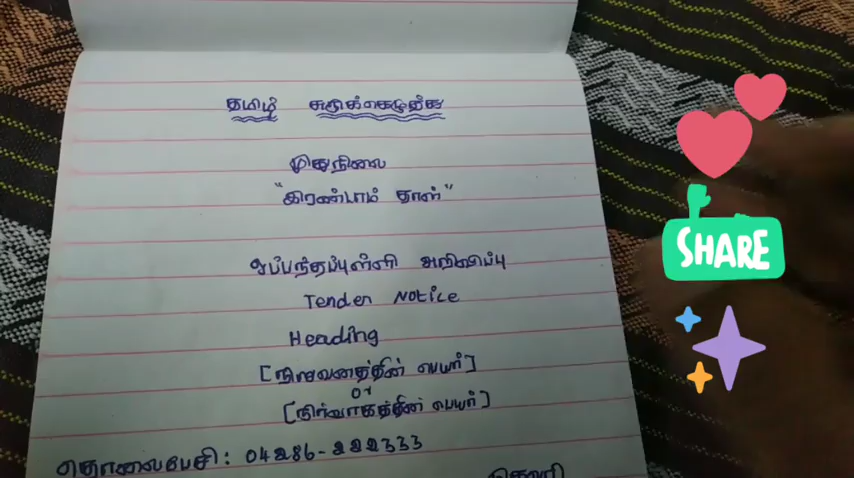 தமிழ் சுருக்கெழுத்து
முதுநிலை
"இரண்டாம் தாள்"
ஒப்பந்தப்புள்ளி அறிவிப்பு
Tender Notice
Heading
[நிறுவனத்தின் பெயர்]
or
[நிர்வாகத்தின் பெயர்]
தொலைபேசி: 04286-222333
SHARE